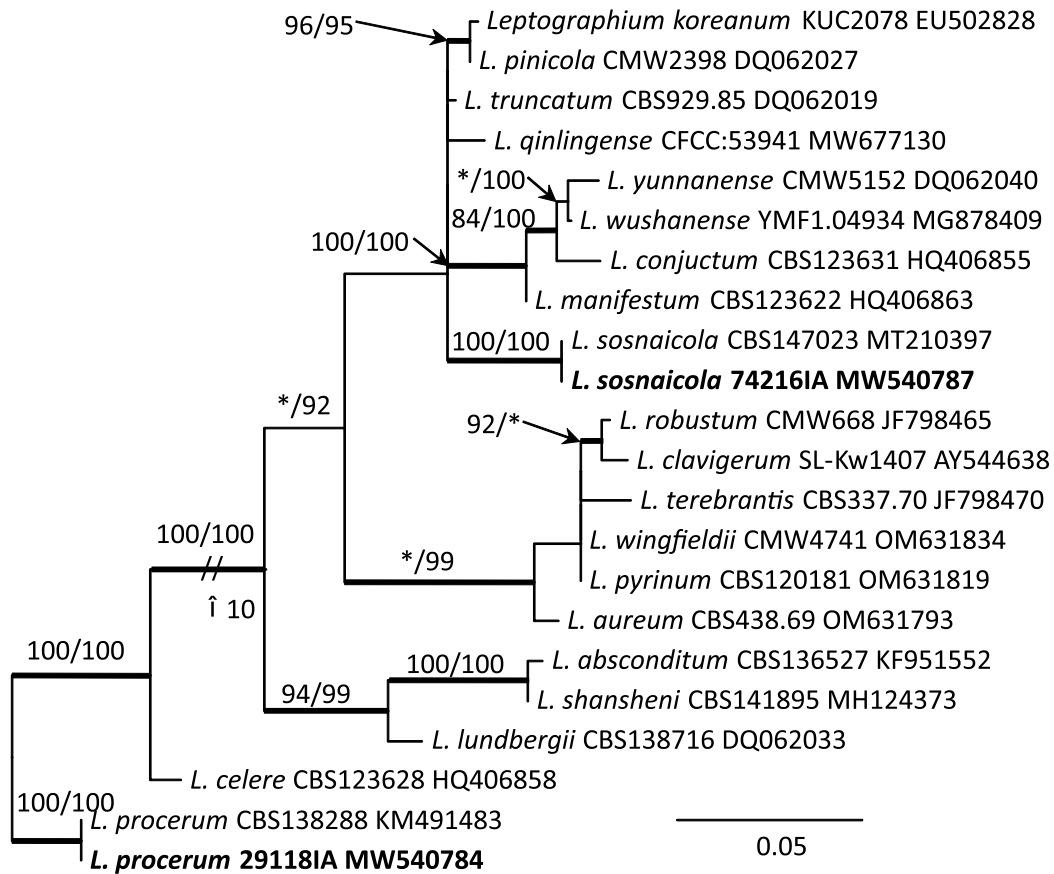 96/95
Leptographium koreanum KUC2078 EU502828
L. pinicola CMW2398 DQ062027
L. truncatum CBS929.85 DQ062019
L. qinlingense CFCC:53941 MW677130
*/100
L. yunnanense CMW5152 DQ062040
84/100
L. wushanense YMF1.04934 MG878409
100/100
L. conjuctum CBS123631 HQ406855
L. manifestum CBS123622 HQ406863
100/100
L. sosnaicola CBS147023 MT210397
L. sosnaicola 74216IA MW540787
*/92
92/*
L. robustum CMW668 JF798465
L. clavigerum SL-Kw1407 AY544638
L. terebrantis CBS337.70 JF798470
100/100
L. wingfieldii CMW4741 OM631834
*/99
L. pyrinum CBS120181 OM631819
î 10
L. aureum CBS438.69 OM631793
100/100
100/100
L. absconditum CBS136527 KF951552
94/99
L. shansheni CBS141895 MH124373
L. lundbergii CBS138716 DQ062033
L. celere CBS123628 HQ406858
100/100
L. procerum CBS138288 KM491483
L. procerum 29118IA MW540784
0.05